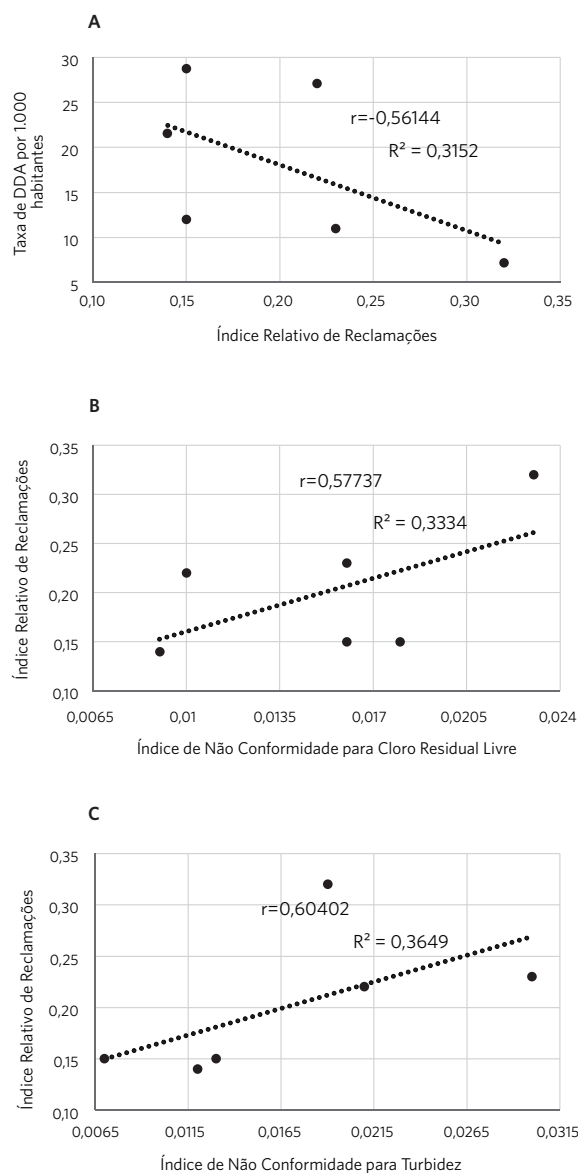 A
Taxa de DDA por 1.000
habitantes
30
25
20
15
10
5
r=-0,56144
R² = 0,3152
0,10 0,15 0,20 0,25 0,30 0,35
Índice Relativo de Reclamações
B
Índice Relativo de Reclamações
0,35
0,30
0,25
0,20
0,15
0,10
r=0,57737
R² = 0,3334
0,0065 0,01 0,0135 0,017 0,0205 0,024
Índice de Não Conformidade para Cloro Residual Livre
C
Índice Relativo de Reclamações
0,35
0,30
0,25
0,20
0,15
0,10
r=0,60402
R² = 0,3649
0,0065 0,0115 0,0165 0,0215 0,0265 0,0315
Índice de Não Conformidade para Turbidez